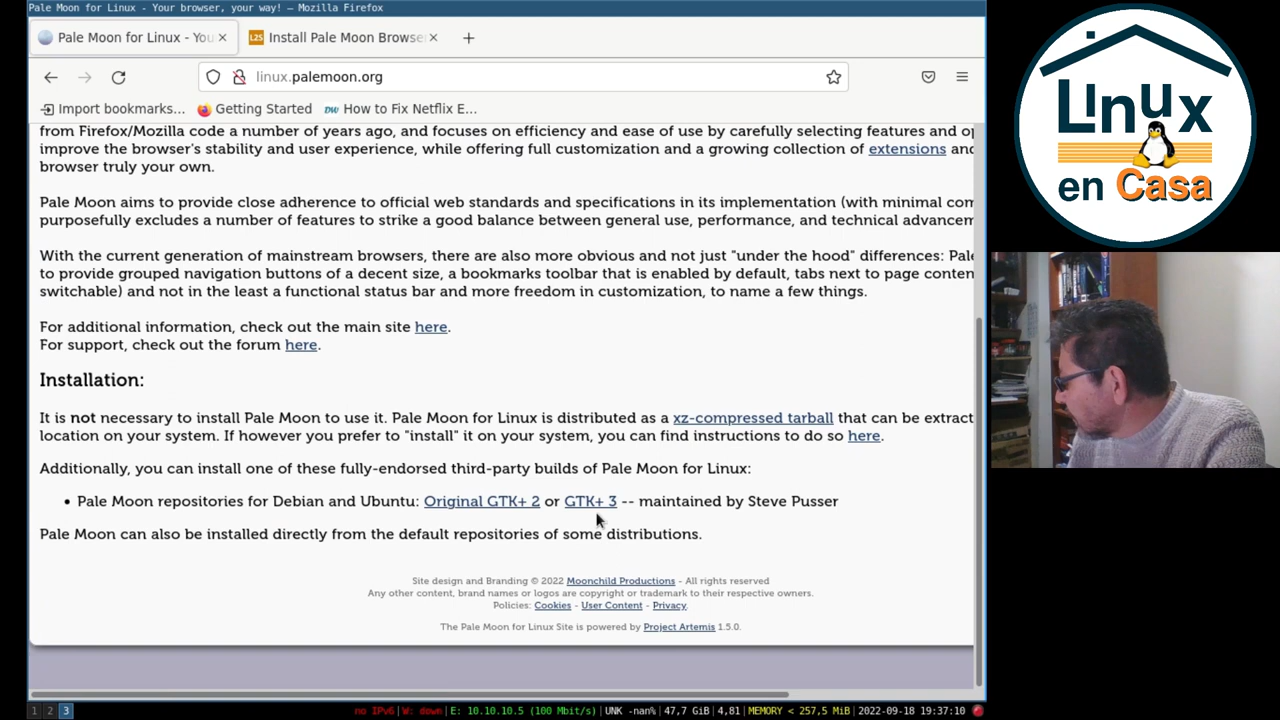 Pale Moon for Linux - Your browser, your way! — Mozilla Firefox
Pale Moon for Linux - You
L2S Install Pale Moon Browse
linux.palemoon.org
Import bookmarks... Getting Started DW How to Fix Netflix E...
from Firefox/Mozilla code a number of years ago, and focuses on efficiency and ease of use by carefully selecting features and op
improve the browser's stability and user experience, while offering full customization and a growing collection of extensions and
browser truly your own.
Pale Moon aims to provide close adherence to official web standards and specifications in its implementation (with minimal com
purposefully excludes a number of features to strike a good balance between general use, performance, and technical advancem
With the current generation of mainstream browsers, there are also more obvious and not just "under the hood" differences: Pale
to provide grouped navigation buttons of a decent size, a bookmarks toolbar that is enabled by default, tabs next to page conten
switchable) and not in the least a functional status bar and more freedom in customization, to name a few things.
For additional information, check out the main site here.
For support, check out the forum here.
Installation:
It is not necessary to install Pale Moon to use it. Pale Moon for Linux is distributed as a xz-compressed tarball that can be extract
location on your system. If however you prefer to "install" it on your system, you can find instructions to do so here.
Additionally, you can install one of these fully-endorsed third-party builds of Pale Moon for Linux:
• Pale Moon repositories for Debian and Ubuntu: Original GTK+ 2 or GTK+ 3 -- maintained by Steve Pusser
Pale Moon can also be installed directly from the default repositories of some distributions.
Site design and Branding © 2022 Moonchild Productions - All rights reserved
Any other content, brand names or logos are copyright or trademark to their respective owners.
Policies: Cookies - User Content - Privacy.
The Pale Moon for Linux Site is powered by Project Artemis 1.5.0.
1 2 3
no IPv6|W: down|E: 10.10.10.5 (100 Mbit/s)|UNK -nan%|47,7 GiB|4,81|MEMORY < 257,5 MiB|2022-09-18 19:37:10
Linux
en Casa